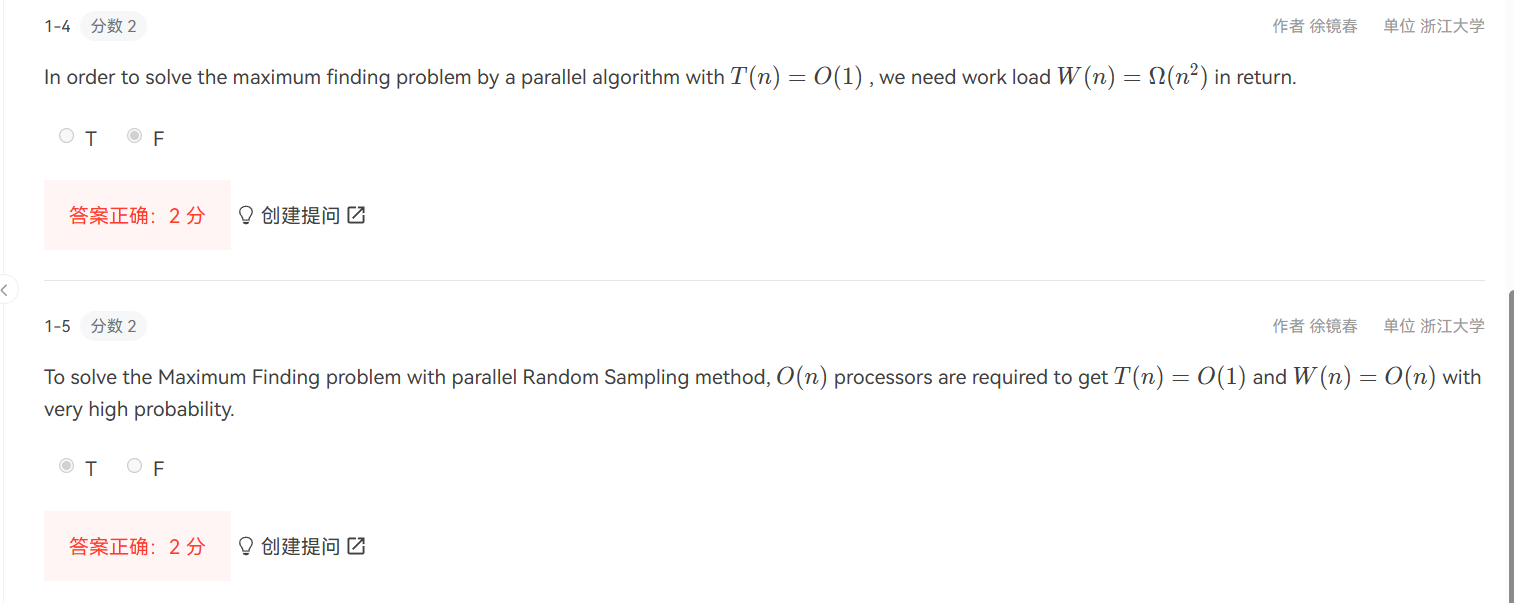 1-4 分数 2 作者 徐镜春 单位 浙江大学
In order to solve the maximum finding problem by a parallel algorithm with T(n) = O(1) , we need work load W(n) = Ω(n²) in return.
T F
答案正确：2 分 创建提问
1-5 分数 2 作者 徐镜春 单位 浙江大学
To solve the Maximum Finding problem with parallel Random Sampling method, O(n) processors are required to get T(n) = O(1) and W(n) = O(n) with
very high probability.
T F
答案正确：2 分 创建提问